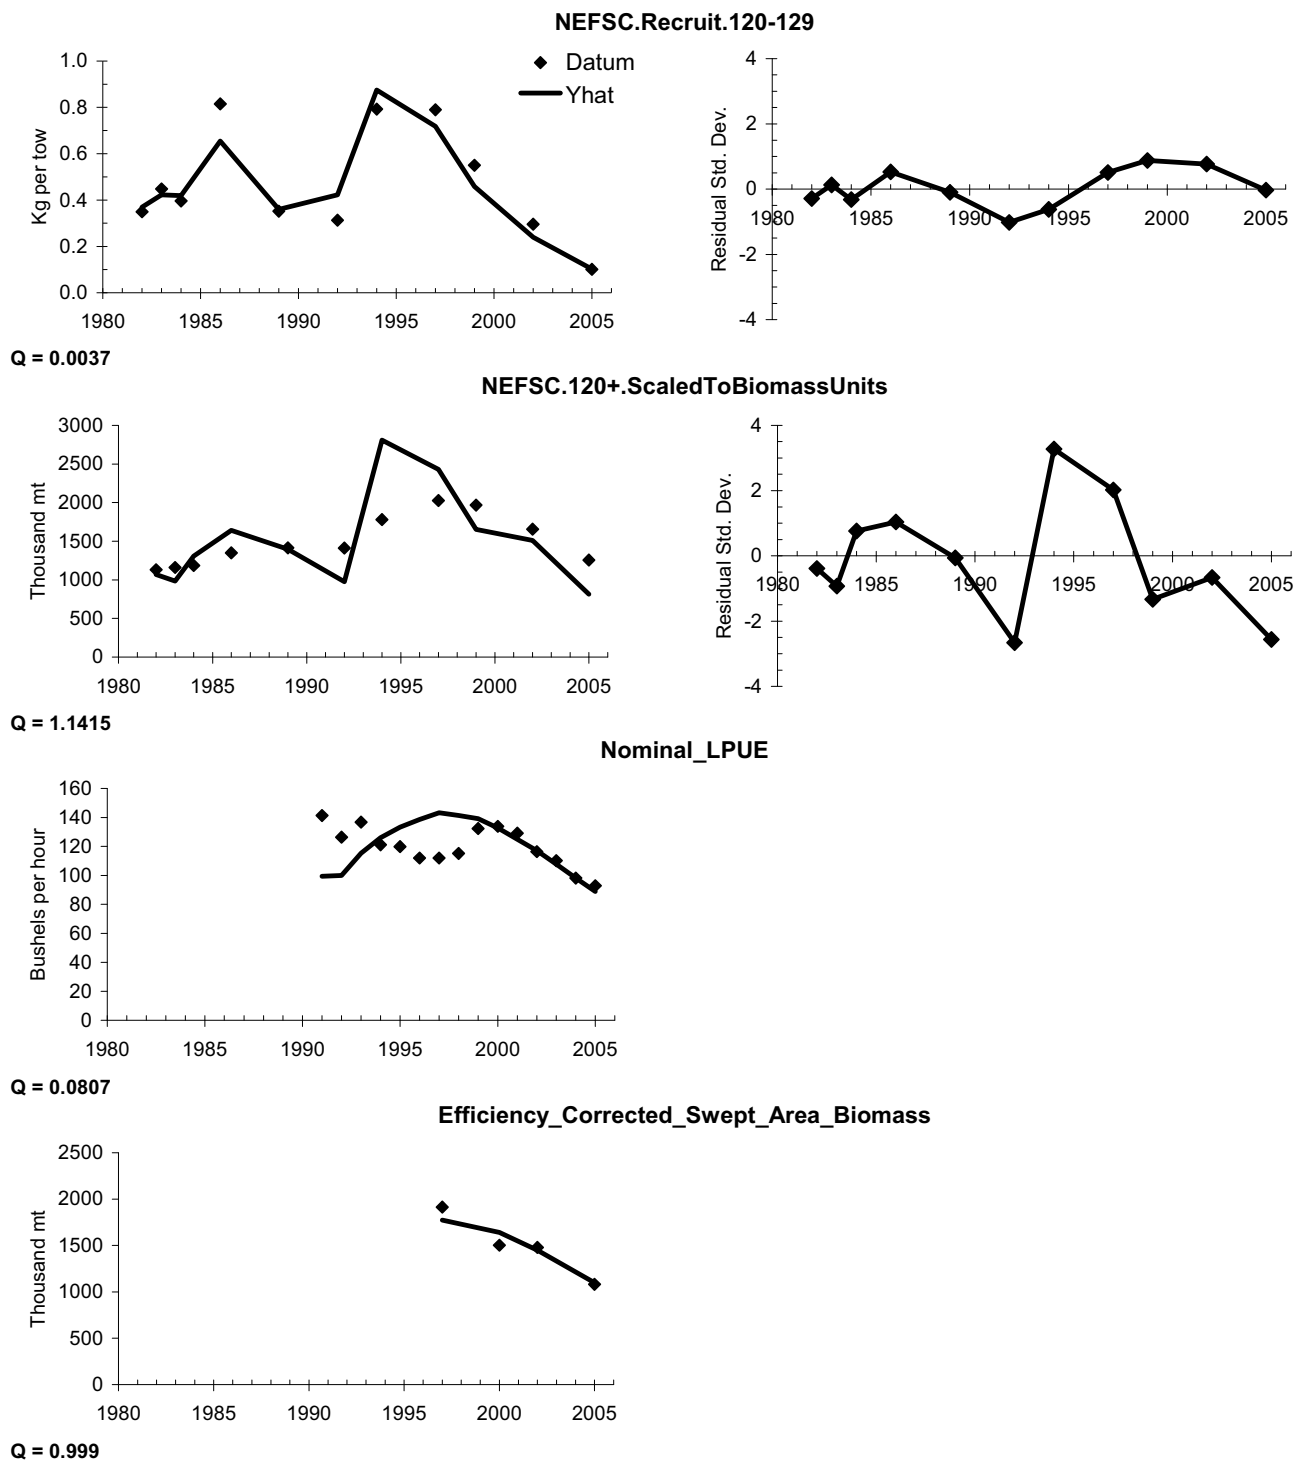 NEFSC.Recruit.120-129
Datum
Yhat
Kg per tow
1.0
0.8
0.6
0.4
0.2
0.0
1980 1985 1990 1995 2000 2005
Residual Std. Dev.
4
2
0
-2
-4
1980 1985 1990 1995 2000 2005
Q = 0.0037
NEFSC.120+.ScaledToBiomassUnits
Thousand mt
3000
2500
2000
1500
1000
500
0
1980 1985 1990 1995 2000 2005
Residual Std. Dev.
4
2
0
-2
-4
1980 1985 1990 1995 2000 2005
Q = 1.1415
Nominal_LPUE
Bushels per hour
160
140
120
100
80
60
40
20
0
1980 1985 1990 1995 2000 2005
Q = 0.0807
Efficiency_Corrected_Swept_Area_Biomass
Thousand mt
2500
2000
1500
1000
500
0
1980 1985 1990 1995 2000 2005
Q = 0.999